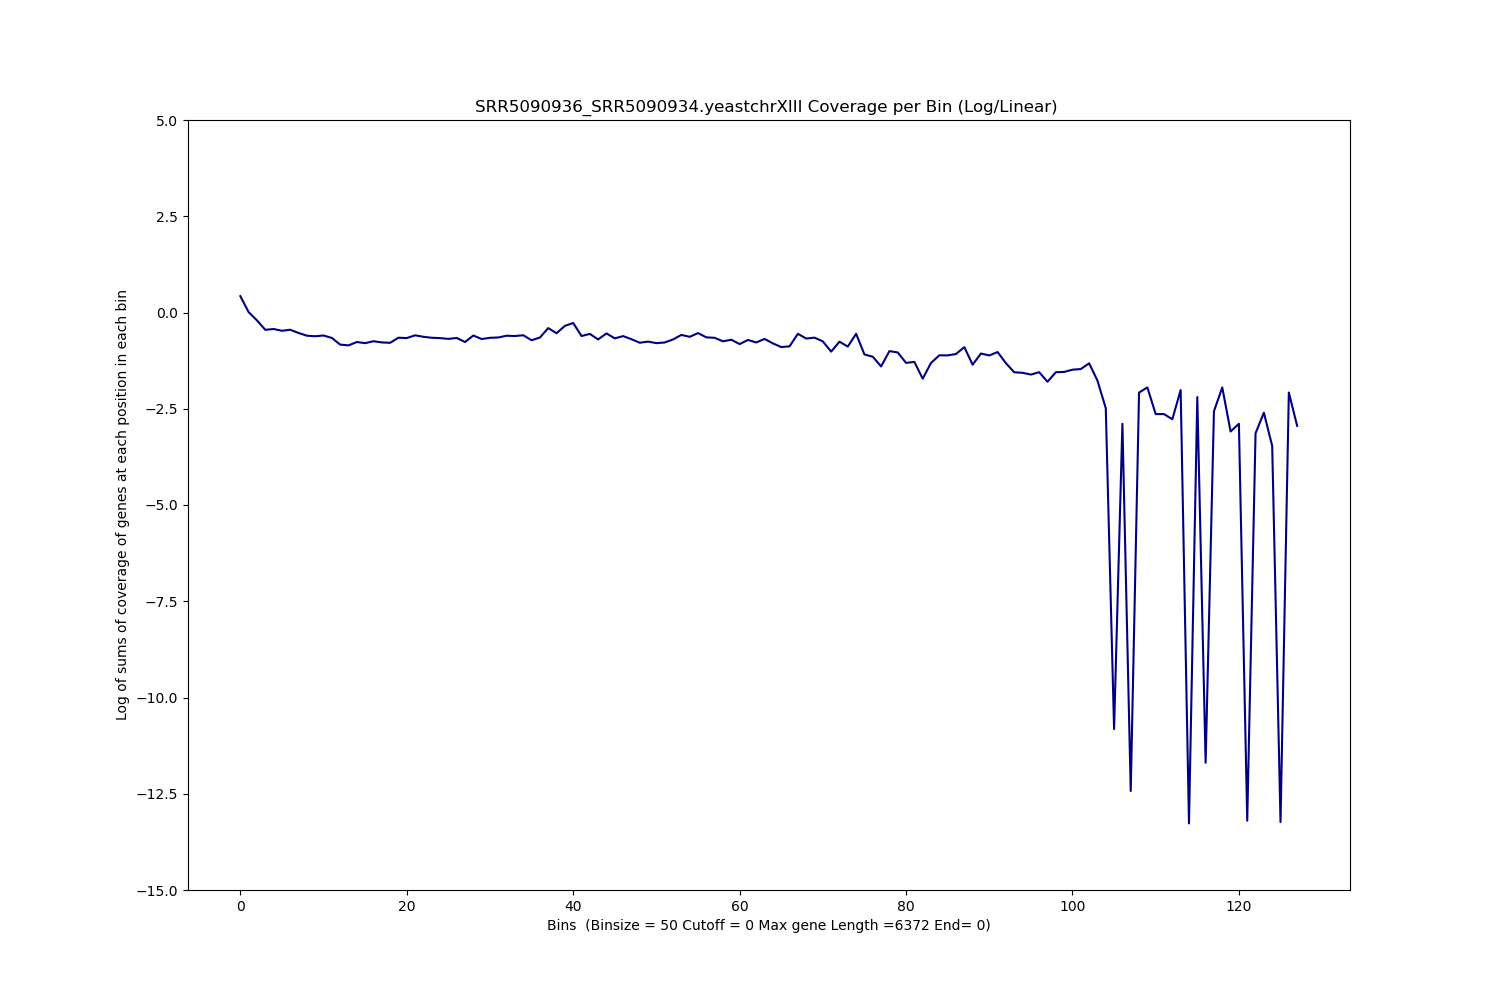 SRR5090936_SRR5090934.yeastchrXIII Coverage per Bin (Log/Linear)
5.0
2.5
0.0
−2.5
−5.0
−7.5
−10.0
−12.5
−15.0
Log of sums of coverage of genes at each position in each bin
0 20 40 60 80 100 120
Bins  (Binsize = 50 Cutoff = 0 Max gene Length =6372 End= 0)